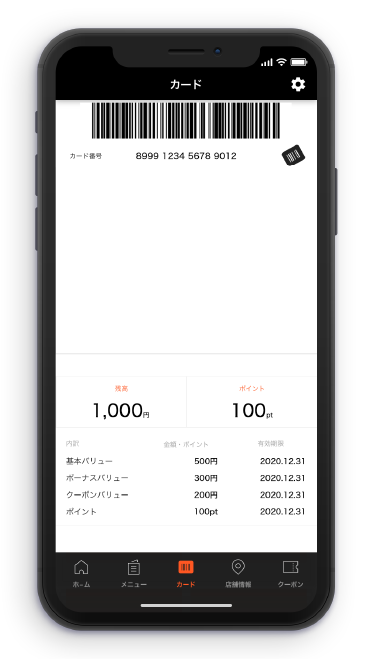 カード
カード番号 8999 1234 5678 9012
残高 ポイント
1,000円 100pt
内訳 金額・ポイント 有効期限
基本バリュー 500円 2020.12.31
ボーナスバリュー 300円 2020.12.31
クーポンバリュー 200円 2020.12.31
ポイント 100pt 2020.12.31
ホーム メニュー カード 店舗情報 クーポン